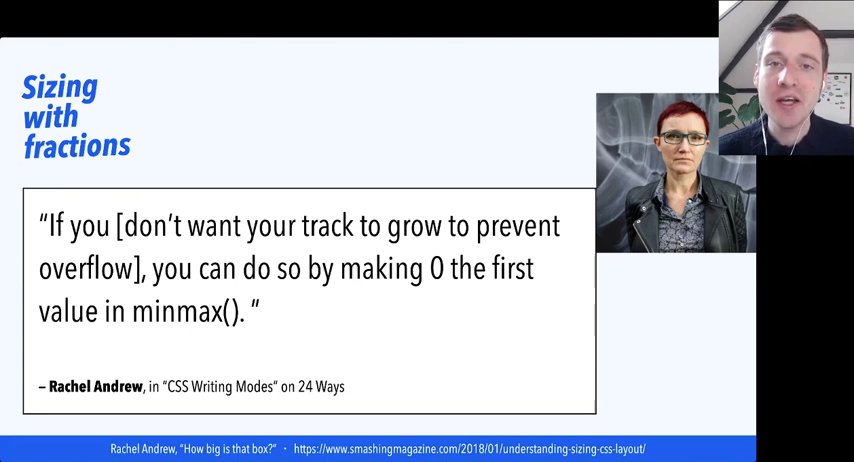 Sizing
with
fractions
“If you [don’t want your track to grow to prevent
overflow], you can do so by making 0 the first
value in minmax(). ”
– Rachel Andrew, in “CSS Writing Modes“ on 24 Ways
Rachel Andrew, “How big is that box?“ · https://www.smashingmagazine.com/2018/01/understanding-sizing-css-layout/